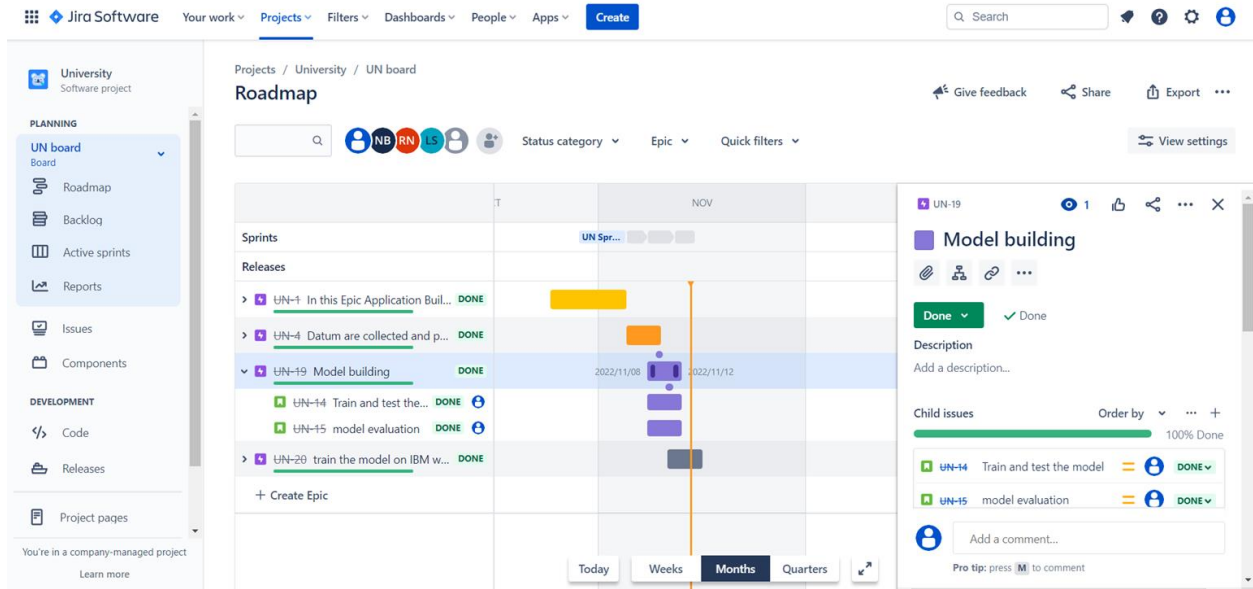 Jira Software Your work Projects Filters Dashboards People Apps Create Search
University
Software project
PLANNING
UN board
Board
Roadmap
Backlog
Active sprints
Reports
Issues
Components
DEVELOPMENT
Code
Releases
Project pages
You're in a company-managed project
Learn more
Projects / University / UN board
Roadmap
Give feedback Share Export
NB RN LS Status category Epic Quick filters View settings
T NOV
Sprints UN Spr...
Releases
UN-1 In this Epic Application Buil... DONE
UN-4 Datum are collected and p... DONE
UN-19 Model building DONE 2022/11/08 2022/11/12
UN-14 Train and test the... DONE
UN-15 model evaluation DONE
UN-20 train the model on IBM w... DONE
+ Create Epic
Today Weeks Months Quarters
UN-19 1
Model building
Done Done
Description
Add a description...
Child issues Order by
100% Done
UN-14 Train and test the model DONE
UN-15 model evaluation DONE
Add a comment...
Pro tip: press M to comment